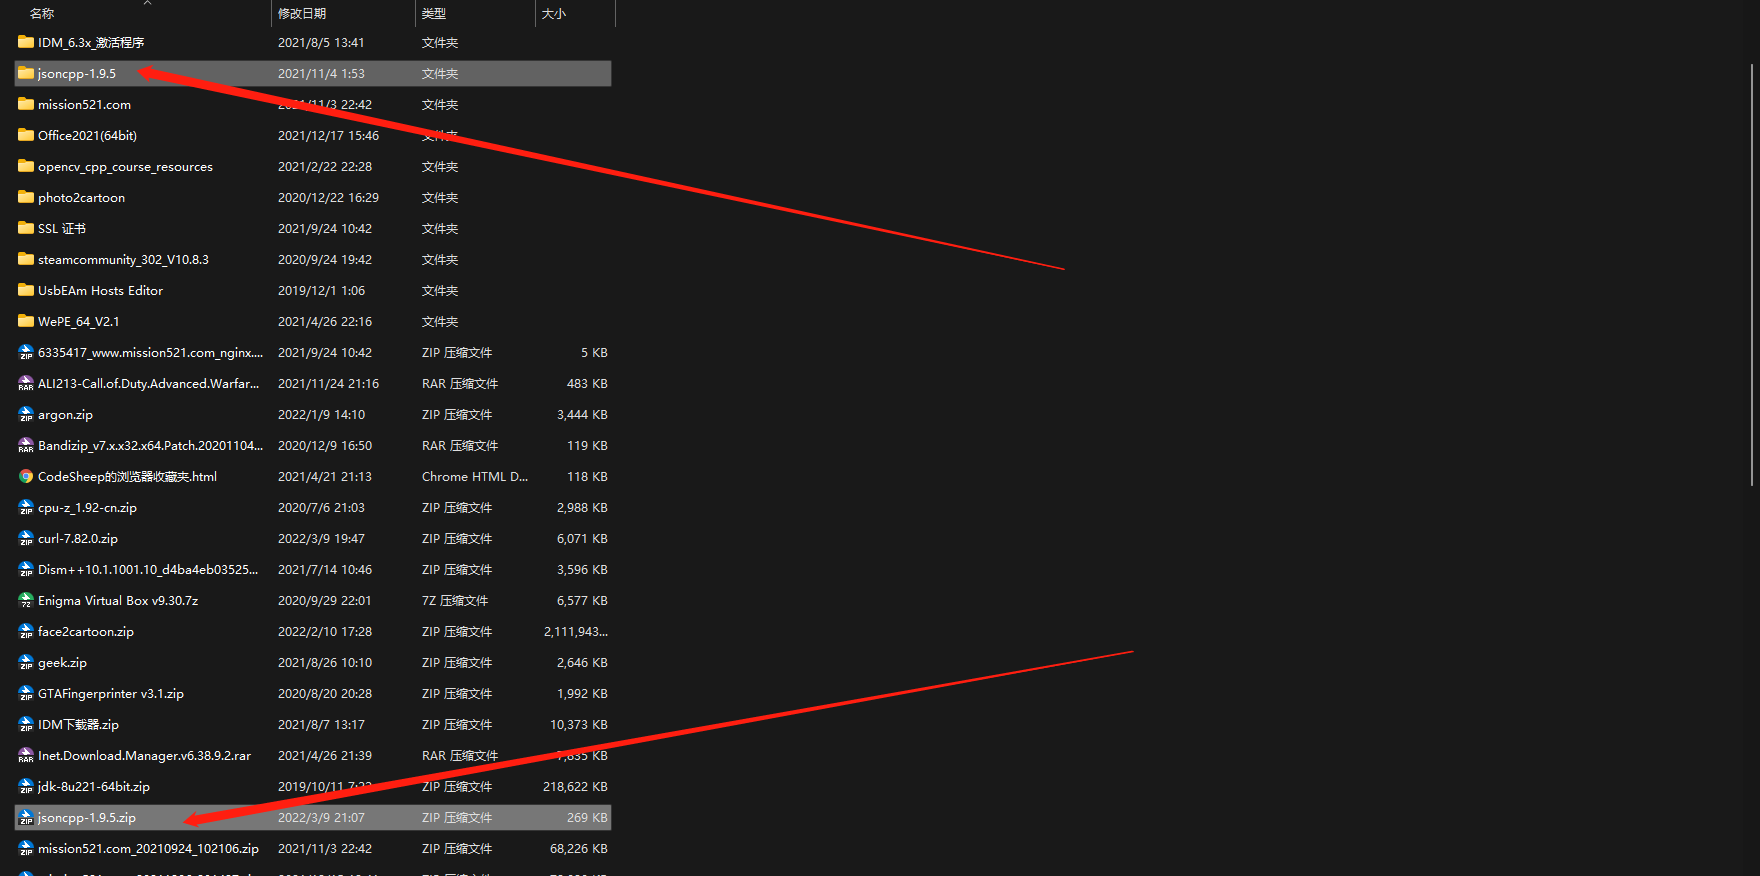 名称 修改日期 类型 大小
IDM_6.3x_激活程序 2021/8/5 13:41 文件夹
jsoncpp-1.9.5 2021/11/4 1:53 文件夹
mission521.com 2021/11/3 22:42 文件夹
Office2021(64bit) 2021/12/17 15:46 文件夹
opencv_cpp_course_resources 2021/2/22 22:28 文件夹
photo2cartoon 2020/12/22 16:29 文件夹
SSL 证书 2021/9/24 10:42 文件夹
steamcommunity_302_V10.8.3 2020/9/24 19:42 文件夹
UsbEAm Hosts Editor 2019/12/1 1:06 文件夹
WePE_64_V2.1 2021/4/26 22:16 文件夹
6335417_www.mission521.com_nginx.... 2021/9/24 10:42 ZIP 压缩文件 5 KB
ALI213-Call.of.Duty.Advanced.Warfar... 2021/11/24 21:16 RAR 压缩文件 483 KB
argon.zip 2022/1/9 14:10 ZIP 压缩文件 3,444 KB
Bandizip_v7.x.x32.x64.Patch.20201104... 2020/12/9 16:50 RAR 压缩文件 119 KB
CodeSheep的浏览器收藏夹.html 2021/4/21 21:13 Chrome HTML D... 118 KB
cpu-z_1.92-cn.zip 2020/7/6 21:03 ZIP 压缩文件 2,988 KB
curl-7.82.0.zip 2022/3/9 19:47 ZIP 压缩文件 6,071 KB
Dism++10.1.1001.10_d4ba4eb03525... 2021/7/14 10:46 ZIP 压缩文件 3,596 KB
Enigma Virtual Box v9.30.7z 2020/9/29 22:01 7Z 压缩文件 6,577 KB
face2cartoon.zip 2022/2/10 17:28 ZIP 压缩文件 2,111,943...
geek.zip 2021/8/26 10:10 ZIP 压缩文件 2,646 KB
GTAFingerprinter v3.1.zip 2020/8/20 20:28 ZIP 压缩文件 1,992 KB
IDM下载器.zip 2021/8/7 13:17 ZIP 压缩文件 10,373 KB
Inet.Download.Manager.v6.38.9.2.rar 2021/4/26 21:39 RAR 压缩文件 KB
jdk-8u221-64bit.zip 2019/10/11 ZIP 压缩文件 218,622 KB
jsoncpp-1.9.5.zip 2022/3/9 21:07 ZIP 压缩文件 269 KB
mission521.com_20210924_102106.zip 2021/11/3 22:42 ZIP 压缩文件 68,226 KB